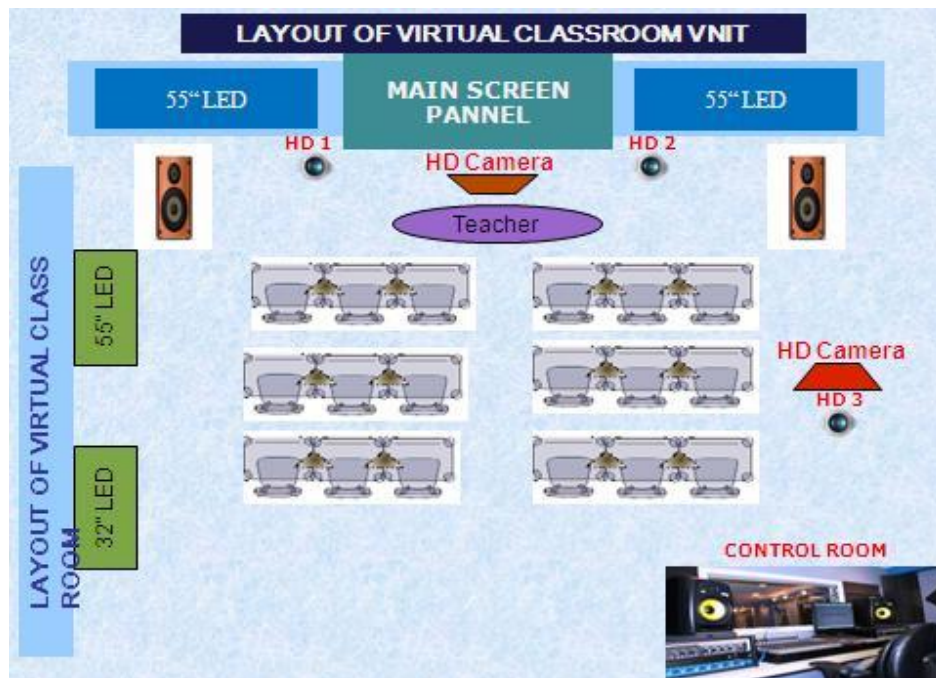 LAYOUT OF VIRTUAL CLASSROOM VNIT
55“ LED
MAIN SCREEN
PANNEL
55“ LED
HD 1
HD 2
HD Camera
Teacher
LAYOUT OF VIRTUAL CLASS
ROOM
55" LED
32" LED
HD Camera
HD 3
CONTROL ROOM